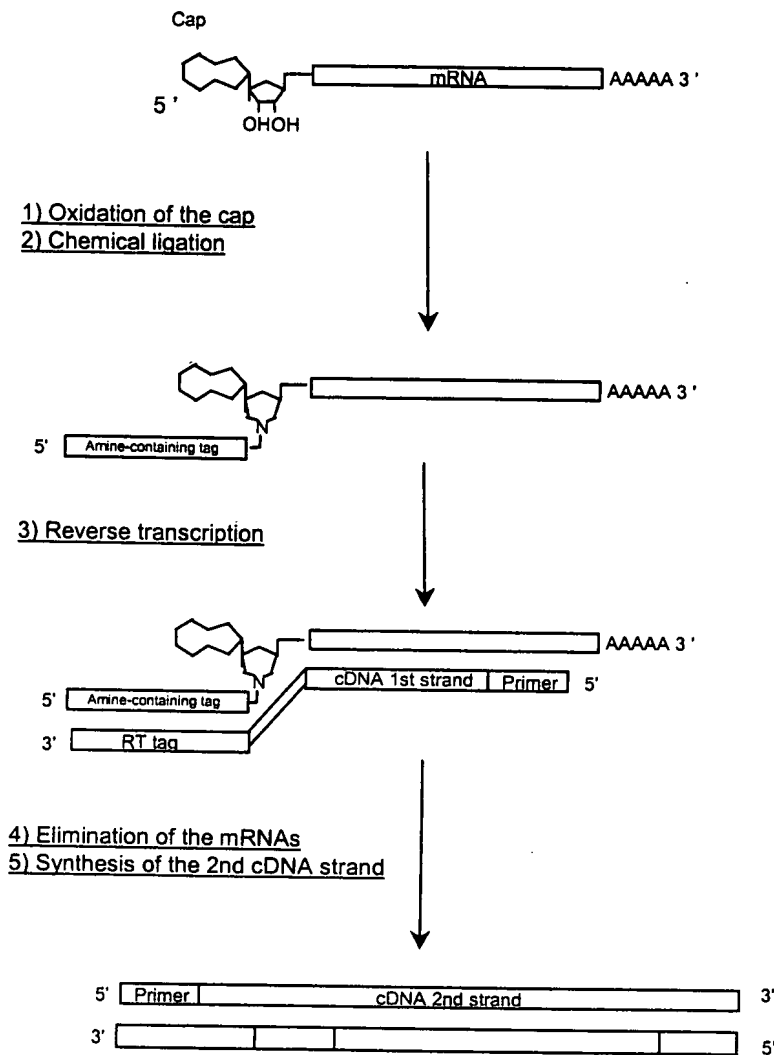 Cap
mRNA AAAAA 3 '
5 '
OHOH
1) Oxidation of the cap
2) Chemical ligation
AAAAA 3 '
N
5' Amine-containing tag
3) Reverse transcription
AAAAA 3 '
N
cDNA 1st strand Primer 5'
5' Amine-containing tag
3' RT tag
4) Elimination of the mRNAs
5) Synthesis of the 2nd cDNA strand
5' Primer cDNA 2nd strand 3'
3' 5'